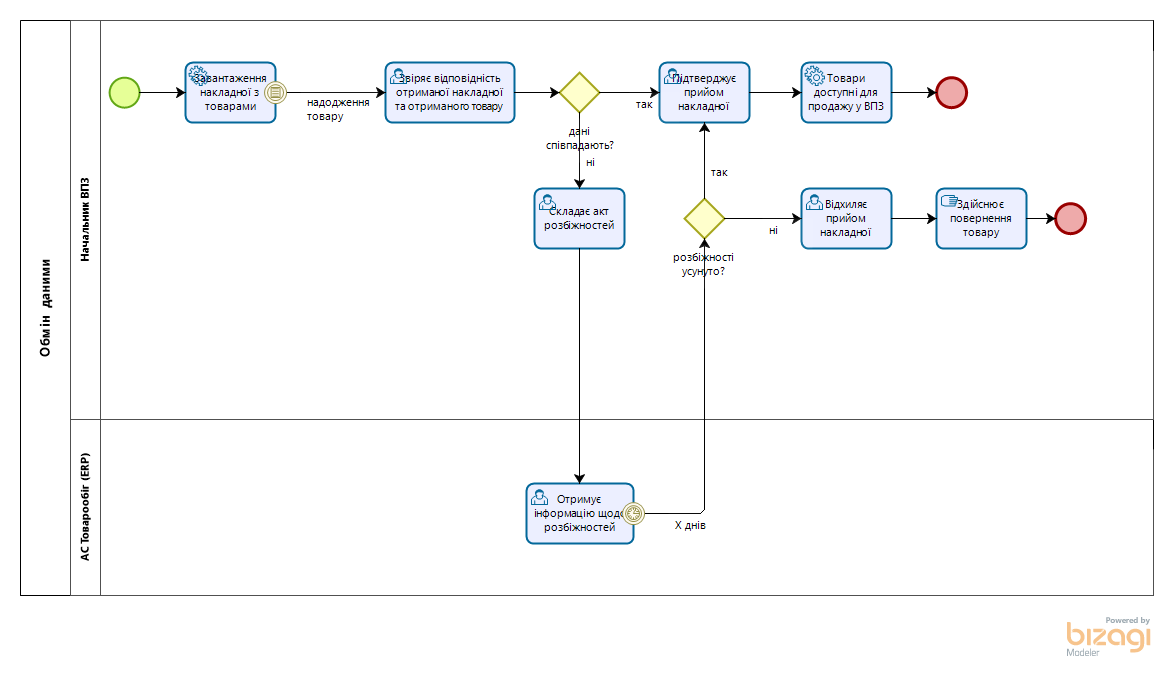 Обмін даними
Начальник ВПЗ
Завантаження
накладної з
товарами
надодження
товару
Звіряє відповідність
отриманої накладної
та отриманого товару
дані
співпадають?
так
ні
Підтверджує
прийом
накладної
Товари
доступні для
продажу у ВПЗ
Складає акт
розбіжностей
так
розбіжності
усунуто?
ні
Відхиляє
прийом
накладної
Здійснює
повернення
товару
АС Товарообіг (ERP)
Отримує
інформацію щодо
розбіжностей
X днів
Powered by
bizagi
Modeler